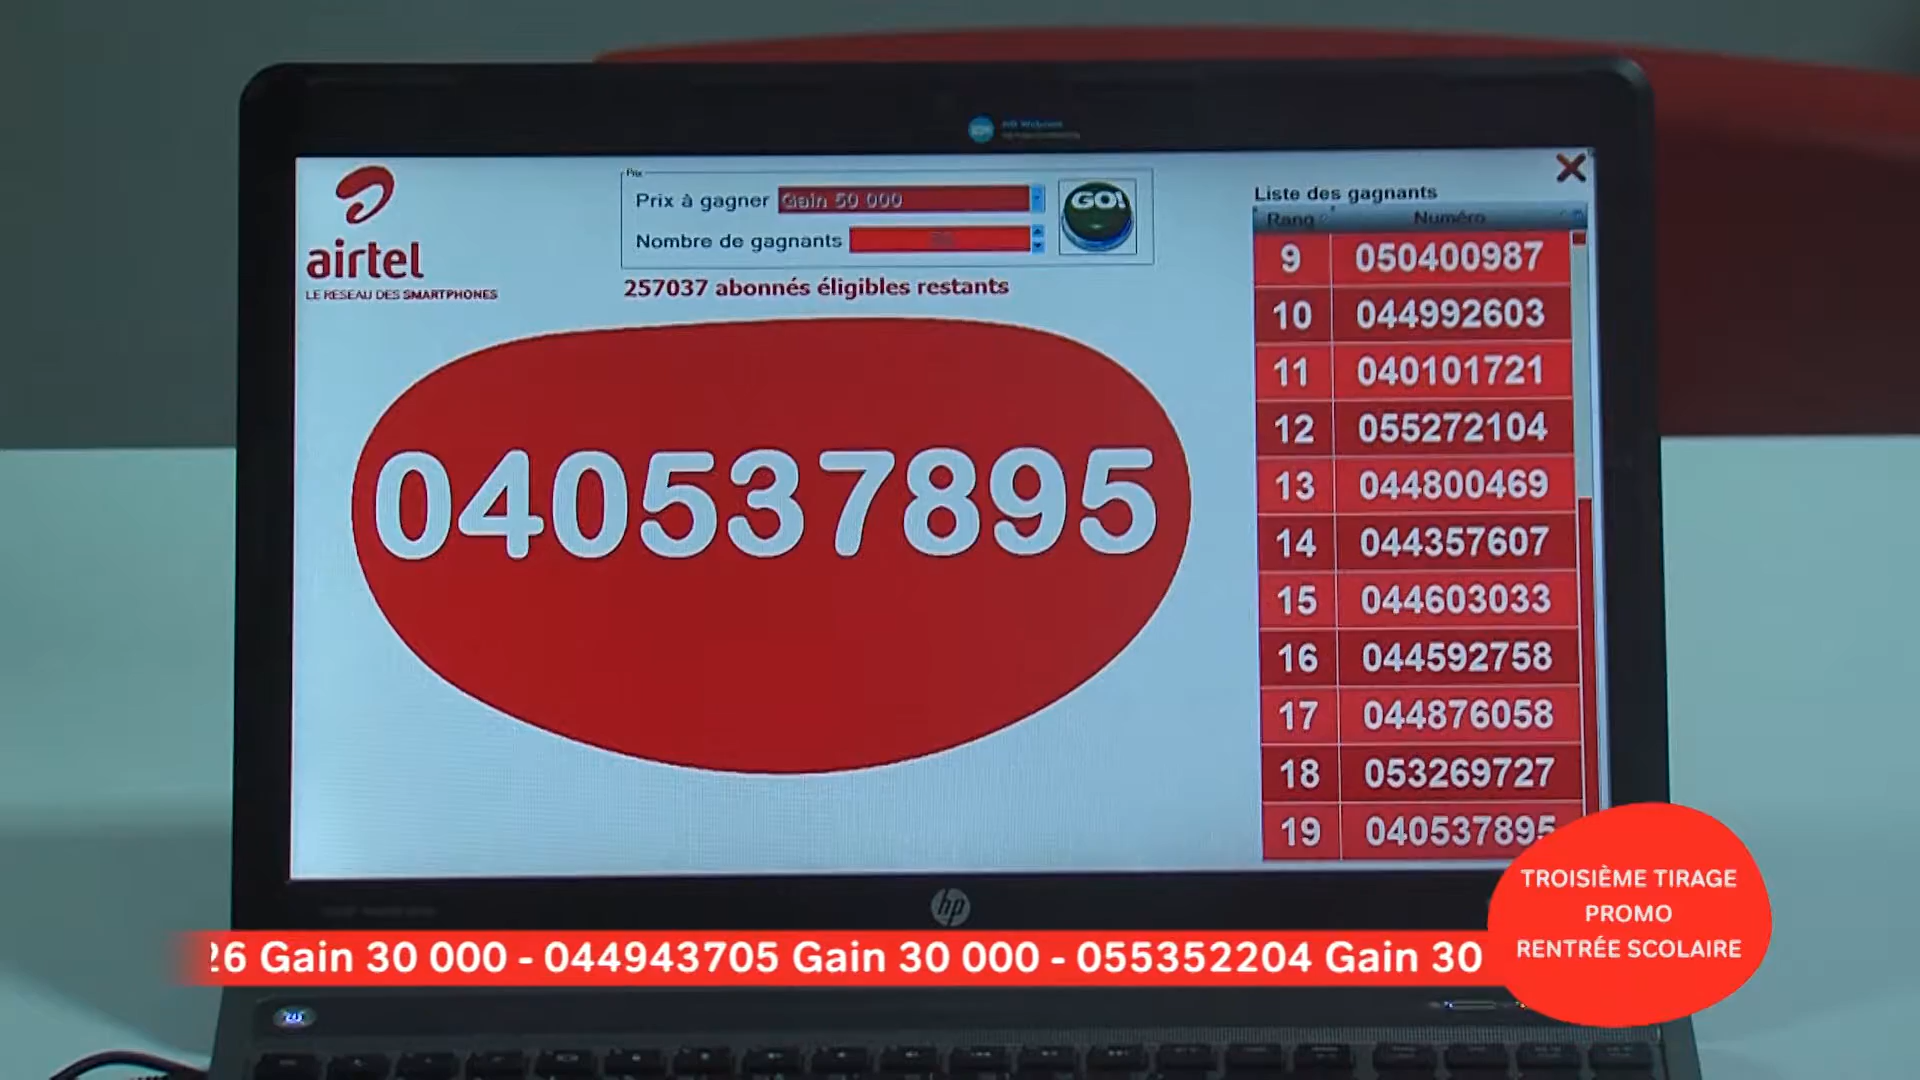 airtel
LE RESEAU DES SMARTPHONES
Prix
Prix à gagner Gain 50 000
Nombre de gagnants
GO!
257037 abonnés éligibles restants
040537895
Liste des gagnants
Rang Numéro
9 050400987
10 044992603
11 040101721
12 055272104
13 044800469
14 044357607
15 044603033
16 044592758
17 044876058
18 053269727
19 040537895
hp
26 Gain 30 000 - 044943705 Gain 30 000 - 055352204 Gain 30
TROISIÈME TIRAGE
PROMO
RENTRÉE SCOLAIRE